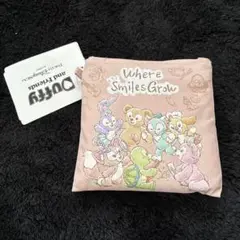 Where
Smiles Grow
Duffy
and Friends